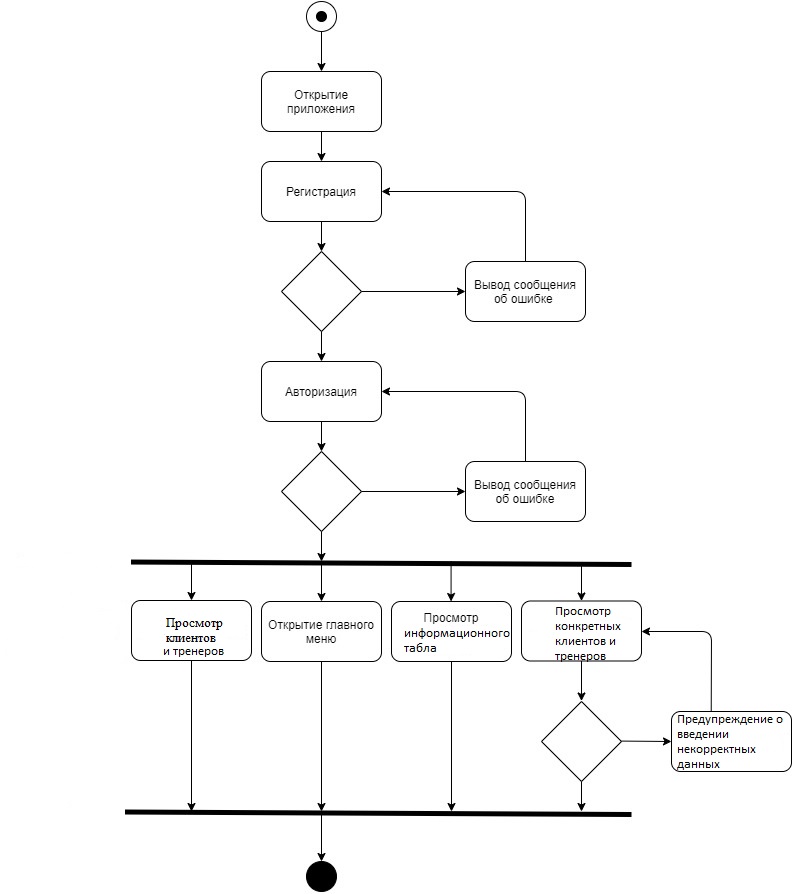 Открытие
приложения
Регистрация
Вывод сообщения
об ошибке
Авторизация
Вывод сообщения
об ошибке
Просмотр
клиентов
и тренеров
Открытие главного
меню
Просмотр
информационного
табла
Просмотр
конкретных
клиентов и
тренеров
Предупреждение о
введении
некорректных
данных